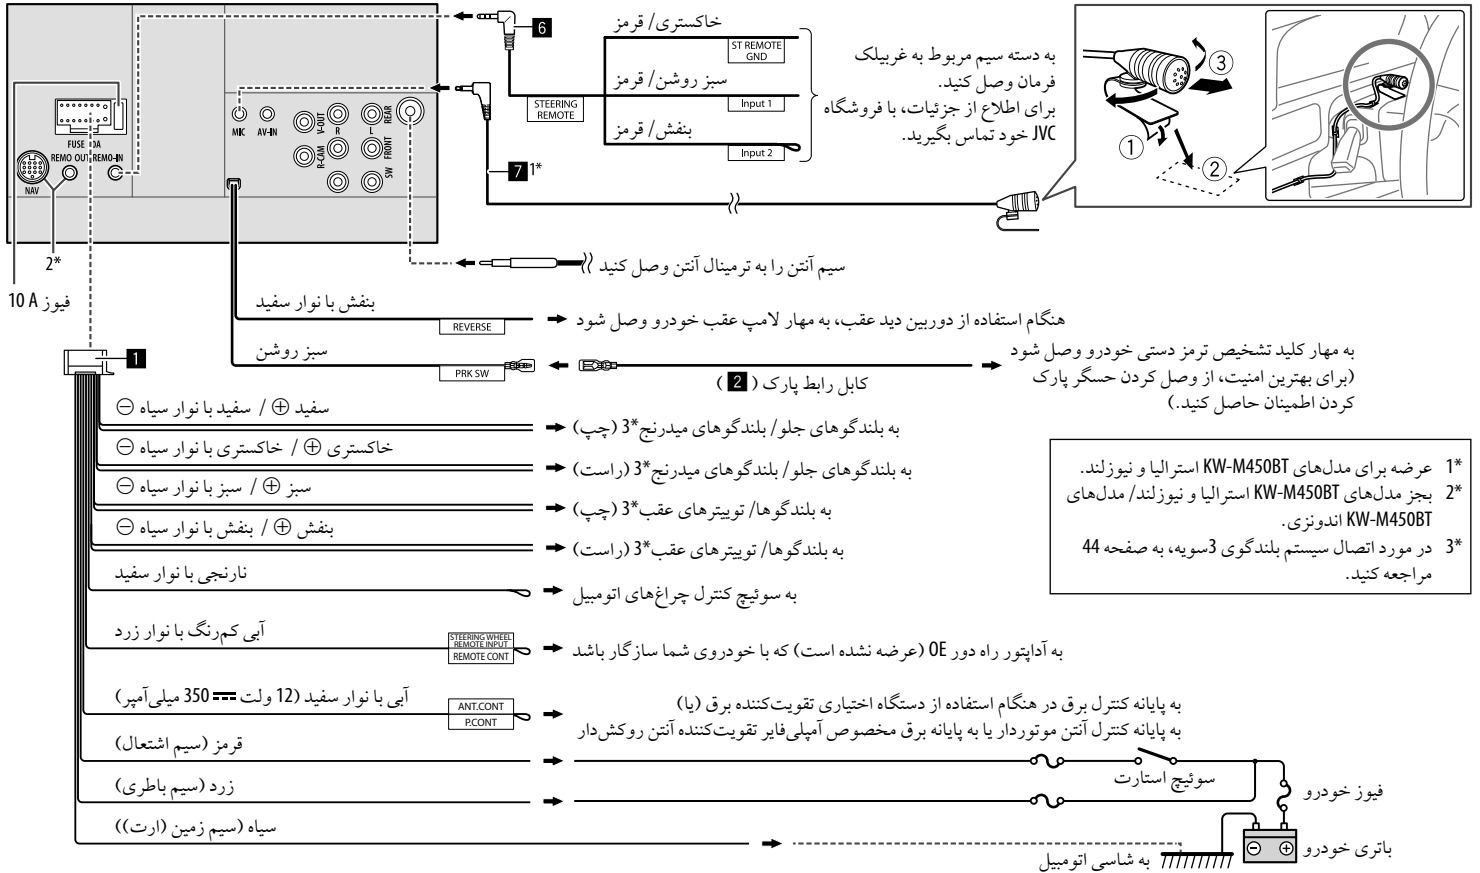 خاکستری/ قرمز
ST REMOTE
GND
سبز روشن/ قرمز
Input 1
بنفش/ قرمز
Input 2
STEERING
REMOTE
6
7 1*
به دسته سیم مربوط به غربیلک
فرمان وصل کنید.
برای اطلاع از جزئیات، با فروشگاه
JVC خود تماس بگیرید.
3
1
2
MIC
AV-IN
V-OUT
R-CAM
R
L
REAR
FRONT
SW
REMO OUT
REMO-IN
NAV
2*
فیوز 10 A
سیم آنتن را به ترمینال آنتن وصل کنید
بنفش با نوار سفید
REVERSE
هنگام استفاده از دوربین دید عقب، به مهار لامپ عقب خودرو وصل شود
1
سبز روشن
PRK SW
کابل رابط پارک (2)
به مهار کلید تشخیص ترمز دستی خودرو وصل شود
(برای بهترین امنیت، از وصل کردن حسگر پارک
کردن اطمینان حاصل کنید.)
سفید ⊕ / سفید با نوار سیاه ⊖
به بلندگوهای جلو/ بلندگوهای میدرنج*3 (چپ)
خاکستری ⊕ / خاکستری با نوار سیاه ⊖
به بلندگوهای جلو/ بلندگوهای میدرنج*3 (راست)
سبز ⊕ / سبز با نوار سیاه ⊖
به بلندگوها/ توییترهای عقب*3 (چپ)
بنفش ⊕ / بنفش با نوار سیاه ⊖
به بلندگوها/ توییترهای عقب*3 (راست)
نارنجی با نوار سفید
به سوئیچ کنترل چراغ‌های اتومبیل
آبی کم‌رنگ با نوار زرد
STEERING WHEEL
REMOTE INPUT
REMOTE CONT
به آداپتور راه دور OE (عرضه نشده است) که با خودروی شما سازگار باشد
آبی با نوار سفید (12 ولت ⎓ 350 میلی‌آمپر)
ANT.CONT
P.CONT
به پایانه کنترل برق در هنگام استفاده از دستگاه اختیاری تقویت‌کننده برق (یا)
به پایانه کنترل آنتن موتوردار یا به پایانه برق مخصوص آمپلی‌فایر تقویت‌کننده آنتن روکش‌دار
قرمز (سیم اشتعال)
سوئیچ استارت
زرد (سیم باطری)
فیوز خودرو
سیاه (سیم زمین (ارت))
به شاسی اتومبیل
باتری خودرو
1* عرضه برای مدل‌های KW-M450BT استرالیا و نیوزلند.
2* بجز مدل‌های KW-M450BT استرالیا و نیوزلند/ مدل‌های
KW-M450BT اندونزی.
3* در مورد اتصال سیستم بلندگوی 3سویه، به صفحه 44
مراجعه کنید.